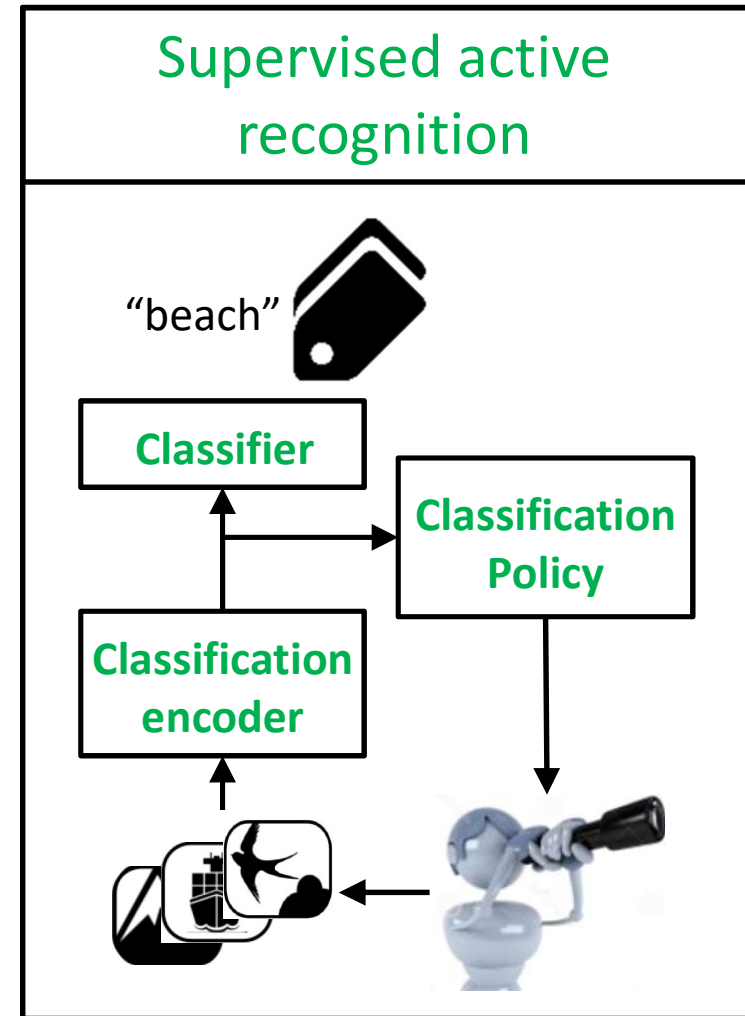 Supervised active
recognition
“beach”
Classifier
Classification
Policy
Classification
encoder